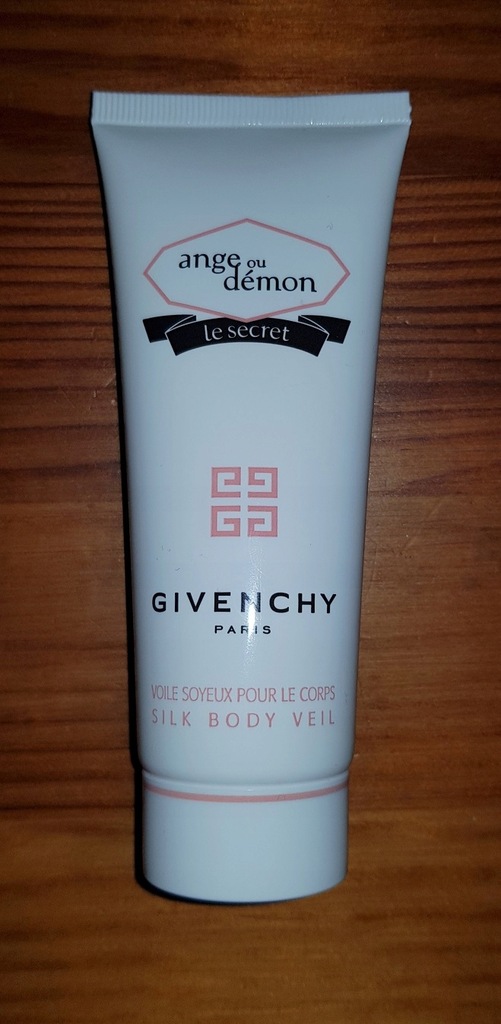 ange ou
démon
le secret
GIVENCHY
PARIS
VOILE SOYEUX POUR LE CORPS
SILK BODY VEIL